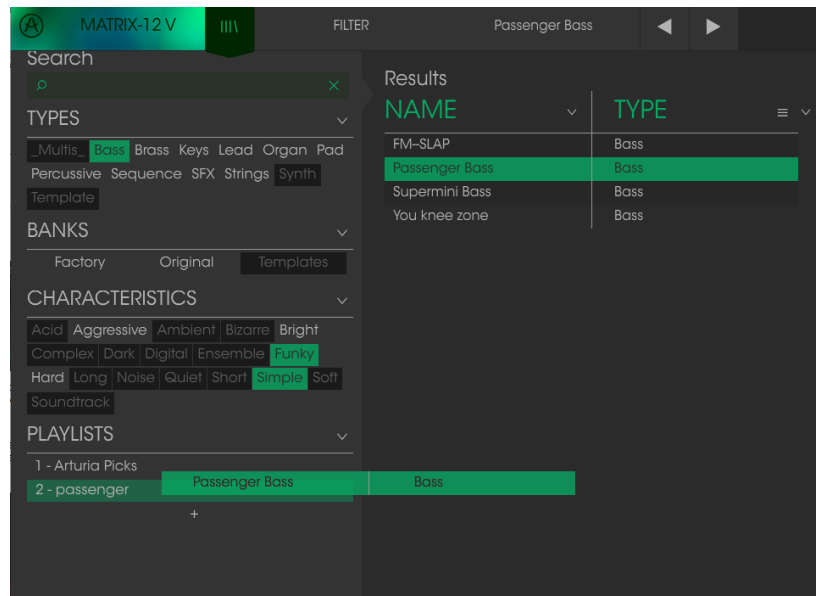 MATRIX-12 V FILTER Passenger Bass
Search
TYPES
_Multis_ Bass Brass Keys Lead Organ Pad
Percussive Sequence SFX Strings Synth
Template
BANKS
Factory Original Templates
CHARACTERISTICS
Acid Aggressive Ambient Bizarre Bright
Complex Dark Digital Ensemble Funky
Hard Long Noise Quiet Short Simple Soft
Soundtrack
PLAYLISTS
1 - Arturia Picks
2 - passenger
Passenger Bass Bass
+
Results
NAME TYPE
FM-SLAP Bass
Passenger Bass Bass
Supermini Bass Bass
You knee zone Bass